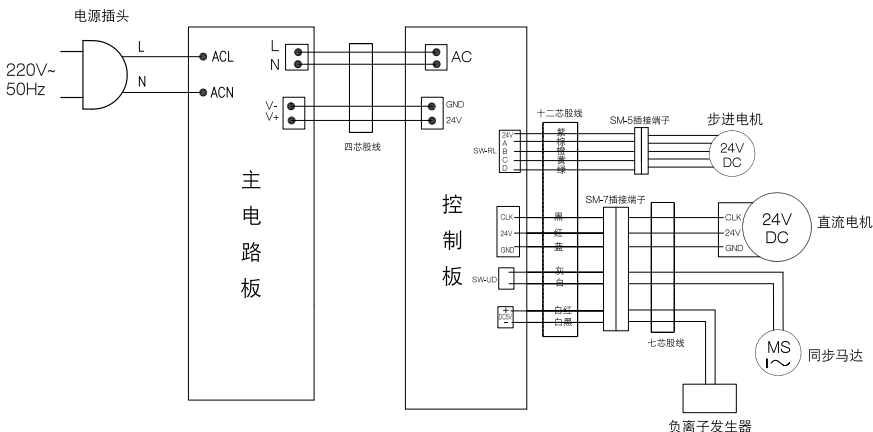 电源插头
220V~
50Hz
L
N
ACL
ACN
主电路板
L
N
V-
V+
四芯股线
AC
GND
24V
控制板
SW-RL
24V
A
B
C
D
十二芯股线
紫
棕
橙
黄
绿
SM-5插接端子
步进电机
24V
DC
CLK
24V
GND
黑
红
蓝
SM-7插接端子
CLK
24V
GND
24V
DC
直流电机
SW-UD
灰
白
DC5V
+
-
白红
白黑
七芯股线
MS
1~
同步马达
负离子发生器